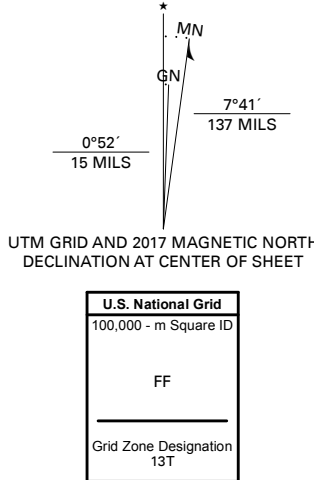 ★
MN
GN
7°41´
137 MILS
0°52´
15 MILS
UTM GRID AND 2017 MAGNETIC NORTH
DECLINATION AT CENTER OF SHEET
U.S. National Grid
100,000 - m Square ID
FF
Grid Zone Designation
13T